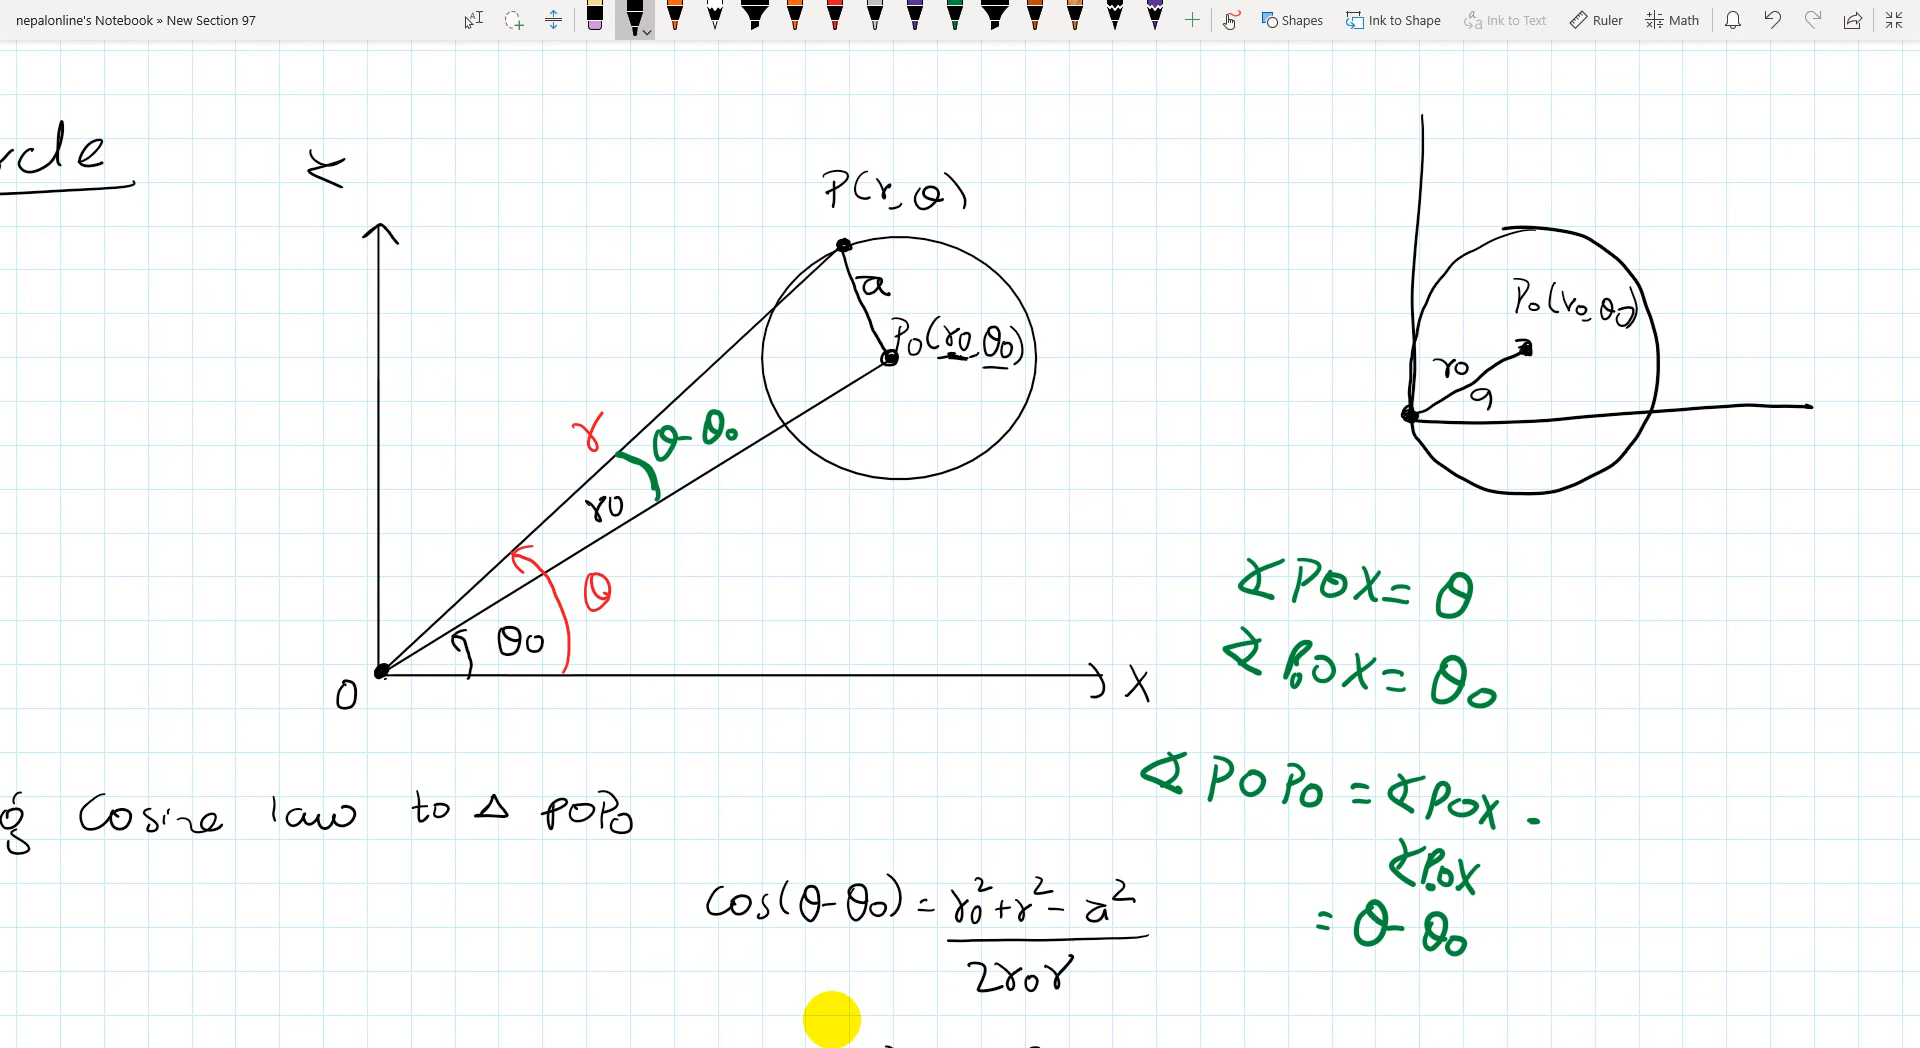 nepalonline's Notebook » New Section 97
Shapes Ink to Shape Ink to Text Ruler Math
Y
P(r, θ)
a
P₀(r₀, θ₀)
r
θ-θ₀
r₀
θ
θ₀
O
X
P₀(r₀, θ₀)
r₀
a
∡POX = θ
∡P₀OX = θ₀
∡POP₀ = ∡POX -
∡P₀OX
= θ-θ₀
Cosine law to Δ POP₀
cos(θ-θ₀) = r₀²+r²-a²
2r₀r